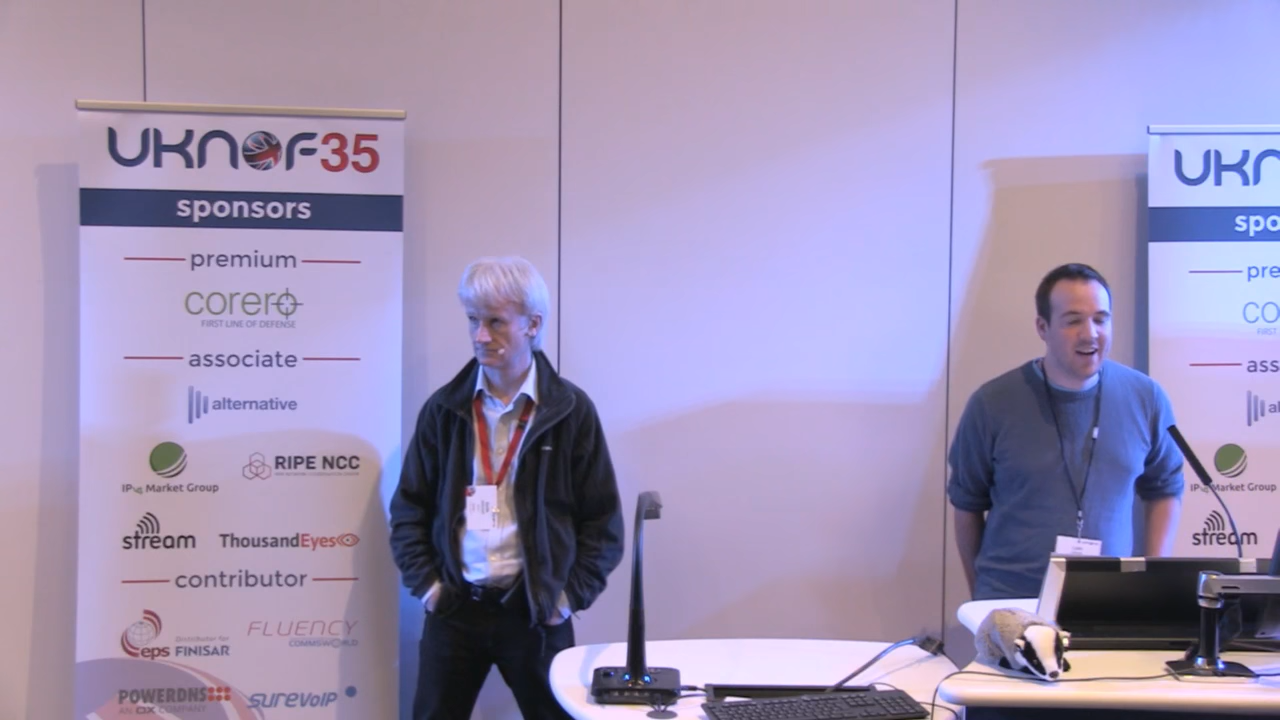 UKNOF35
sponsors
premium
corero
FIRST LINE OF DEFENSE
associate
alternative
IPv4 Market Group
RIPE NCC
stream
ThousandEyes
contributor
eps
Distributor for
FINISAR
FLUENCY
COMMSWORLD
POWERDNS
AN OX COMPANY
SUREVOIP
UKN
spo
pre
CO
FIRST
ass
al
IPv4 Market Group
stream